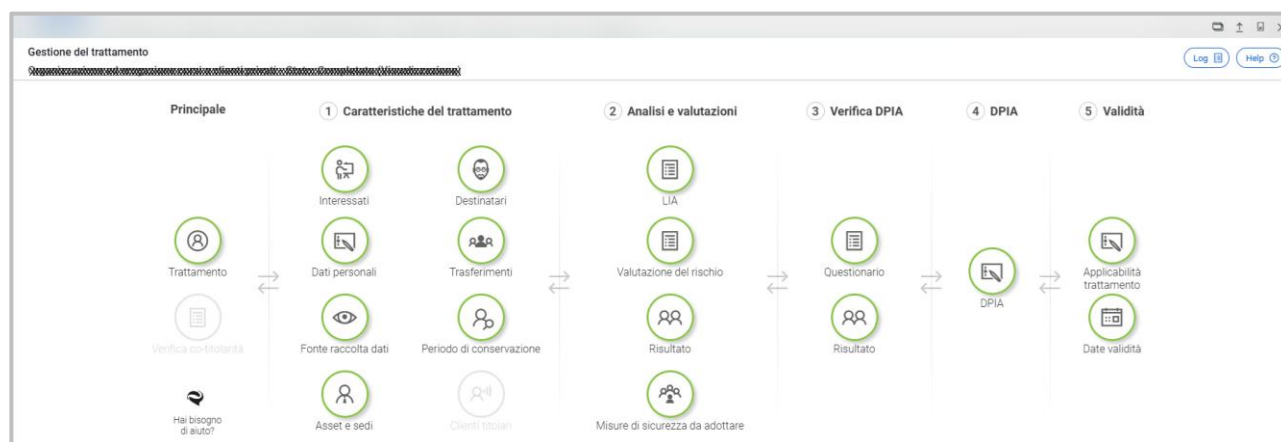 Gestione del trattamento
Log
Help
Principale
1 Caratteristiche del trattamento
2 Analisi e valutazioni
3 Verifica DPIA
4 DPIA
5 Validità
Interessati
Destinatari
LIA
Trattamento
Dati personali
Trasferimenti
Valutazione del rischio
Questionario
DPIA
Applicabilità
trattamento
Verifica co-titolarità
Fonte raccolta dati
Periodo di conservazione
Risultato
Risultato
Date validità
Hai bisogno
di aiuto?
Asset e sedi
Clienti titolari
Misure di sicurezza da adottare